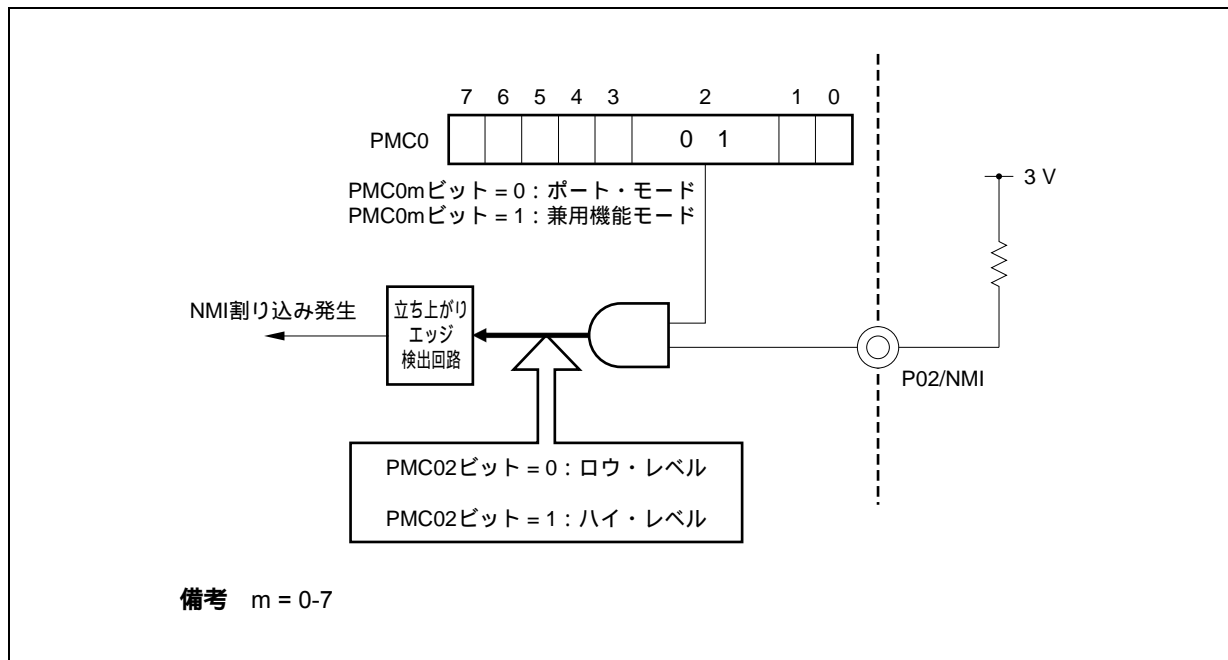 7 6 5 4 3 2 1 0
PMC0
0 1
3 V
PMC0mビット = 0 : ポート・モード
PMC0mビット = 1 : 兼用機能モード
NMI割り込み発生
立ち上がり
エッジ
検出回路
P02/NMI
PMC02ビット = 0 : ロウ・レベル
PMC02ビット = 1 : ハイ・レベル
備考 m = 0-7